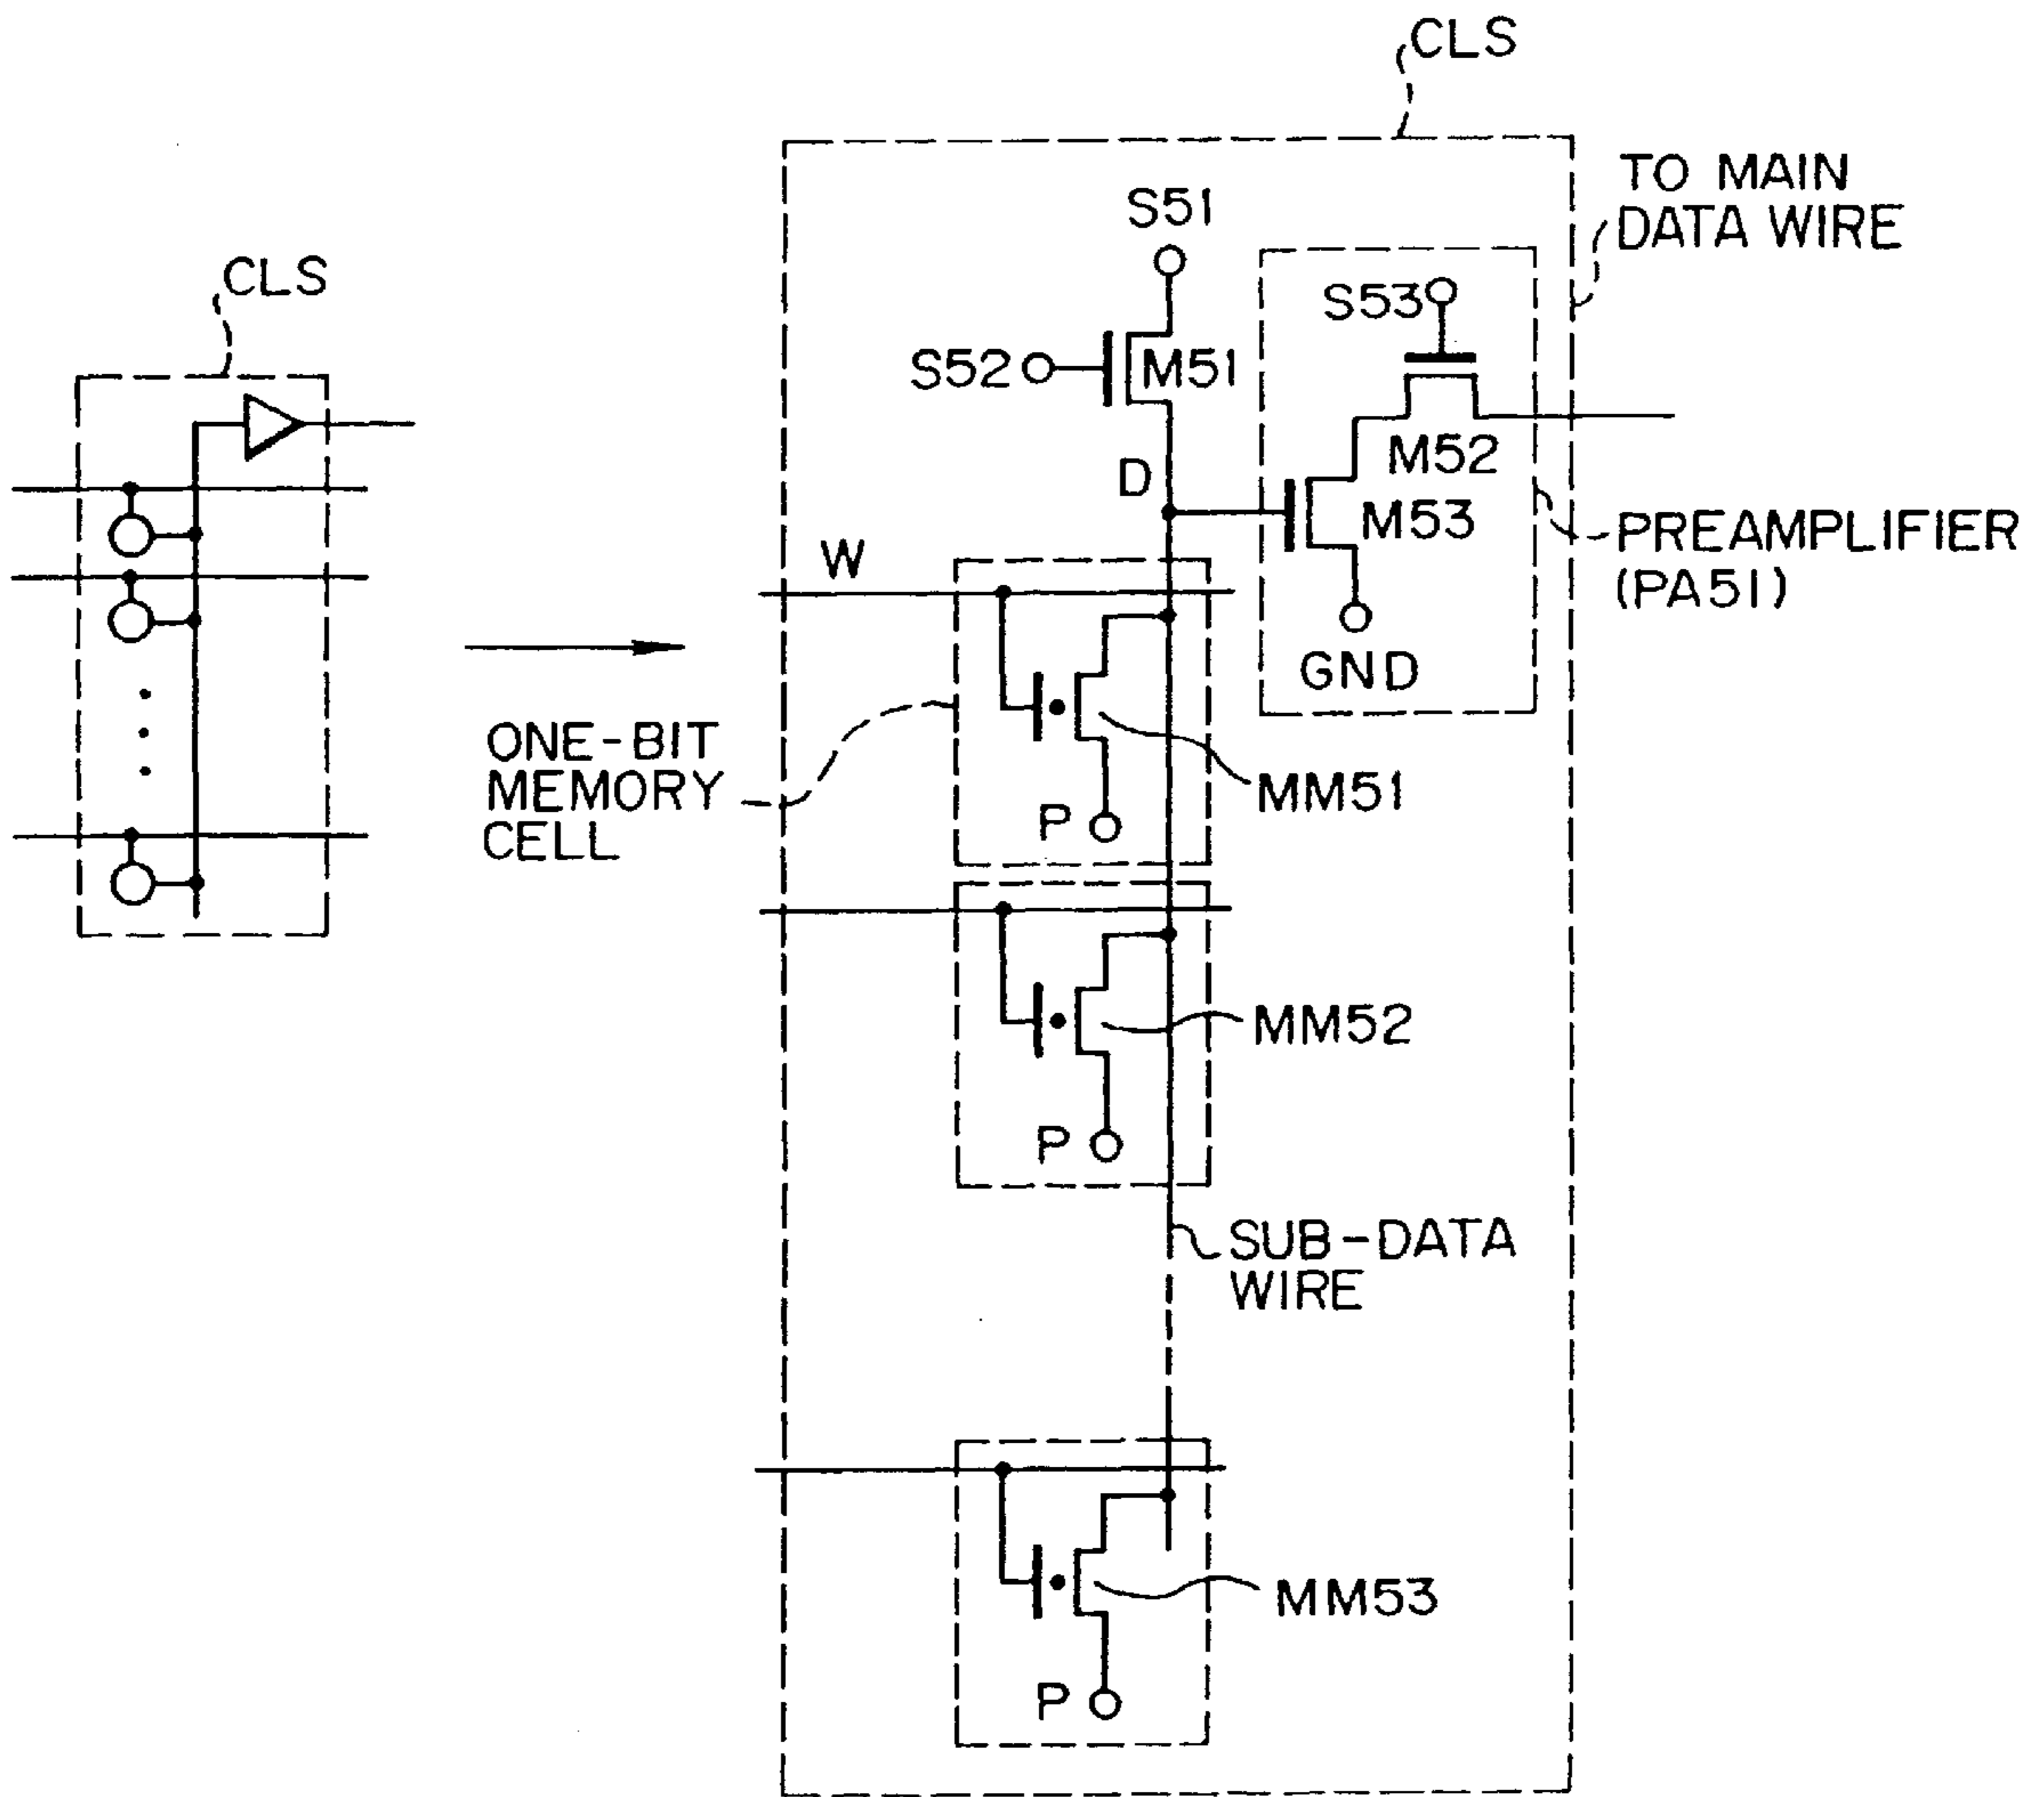 CLS
CLS
TO MAIN
DATA WIRE
S51
S53
S52
M51
M52
D
M53
PREAMPLIFIER
(PA51)
W
GND
ONE-BIT
MEMORY
CELL
MM51
P
MM52
P
SUB-DATA
WIRE
MM53
P